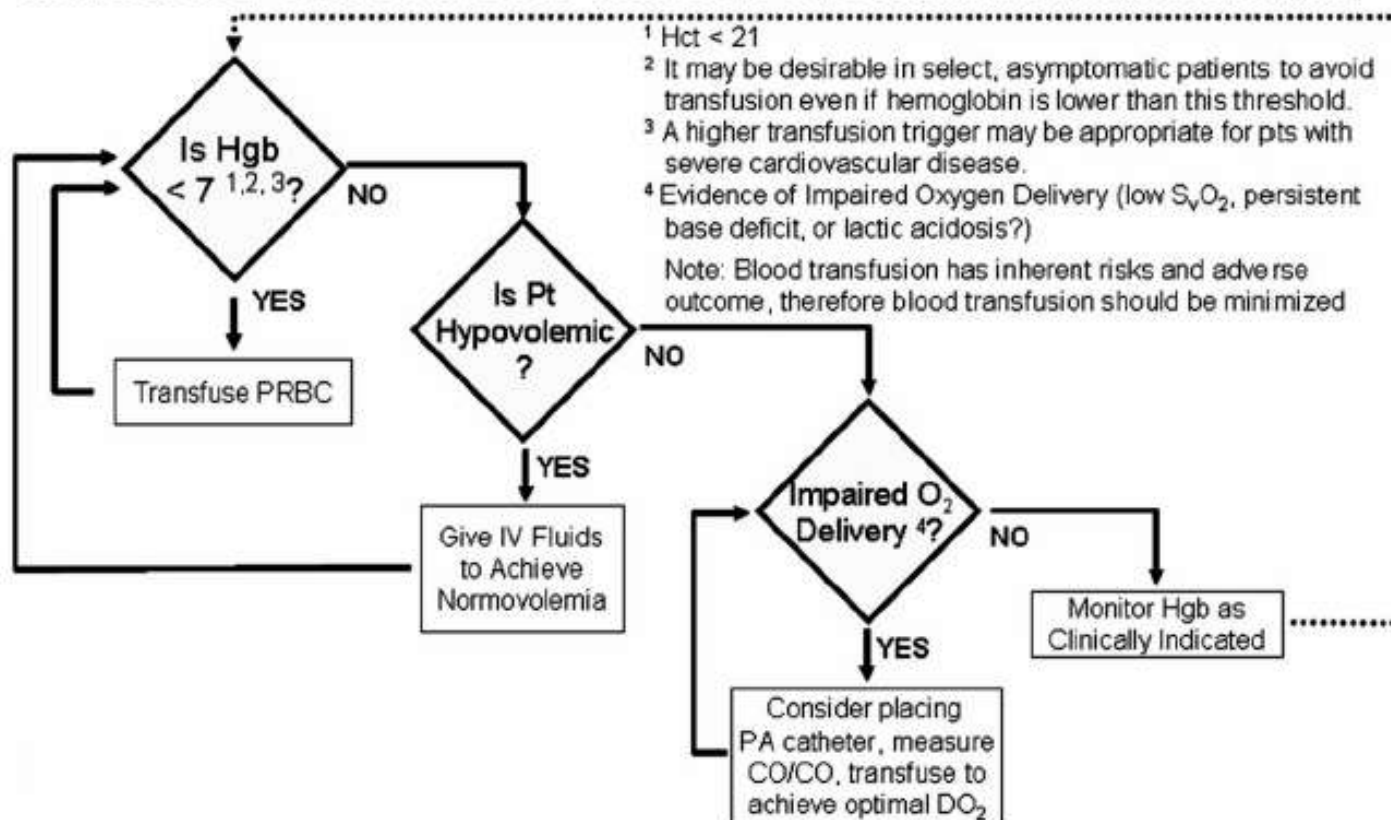 ¹ Hct < 21
² It may be desirable in select, asymptomatic patients to avoid
transfusion even if hemoglobin is lower than this threshold.
³ A higher transfusion trigger may be appropriate for pts with
severe cardiovascular disease.
⁴ Evidence of Impaired Oxygen Delivery (low SᵥO₂, persistent
base deficit, or lactic acidosis?)
Note: Blood transfusion has inherent risks and adverse
outcome, therefore blood transfusion should be minimized
Is Hgb
< 7 ¹,²,³?
NO
YES
Transfuse PRBC
Is Pt
Hypovolemic
?
NO
YES
Give IV Fluids
to Achieve
Normovolemia
Impaired O₂
Delivery ⁴?
NO
YES
Monitor Hgb as
Clinically Indicated
Consider placing
PA catheter, measure
CO/CO, transfuse to
achieve optimal DO₂